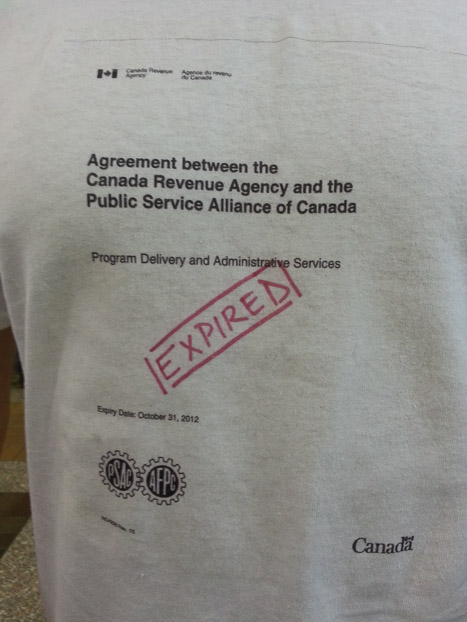 Canada Revenue Agence du revenu
Agency du Canada
Agreement between the
Canada Revenue Agency and the
Public Service Alliance of Canada
Program Delivery and Administrative Services
EXPIRED
Expiry Date: October 31, 2012
PSAC AFPC
Canada